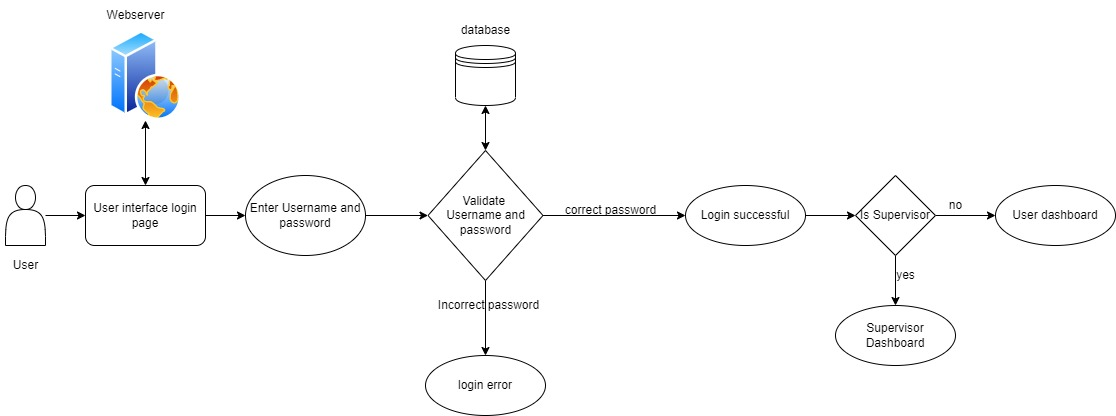 Webserver
database
User interface login
page
Enter Username and
password
Validate
Username and
password
correct password
Login successful
Is Supervisor
no
User dashboard
User
yes
Incorrect password
Supervisor
Dashboard
login error